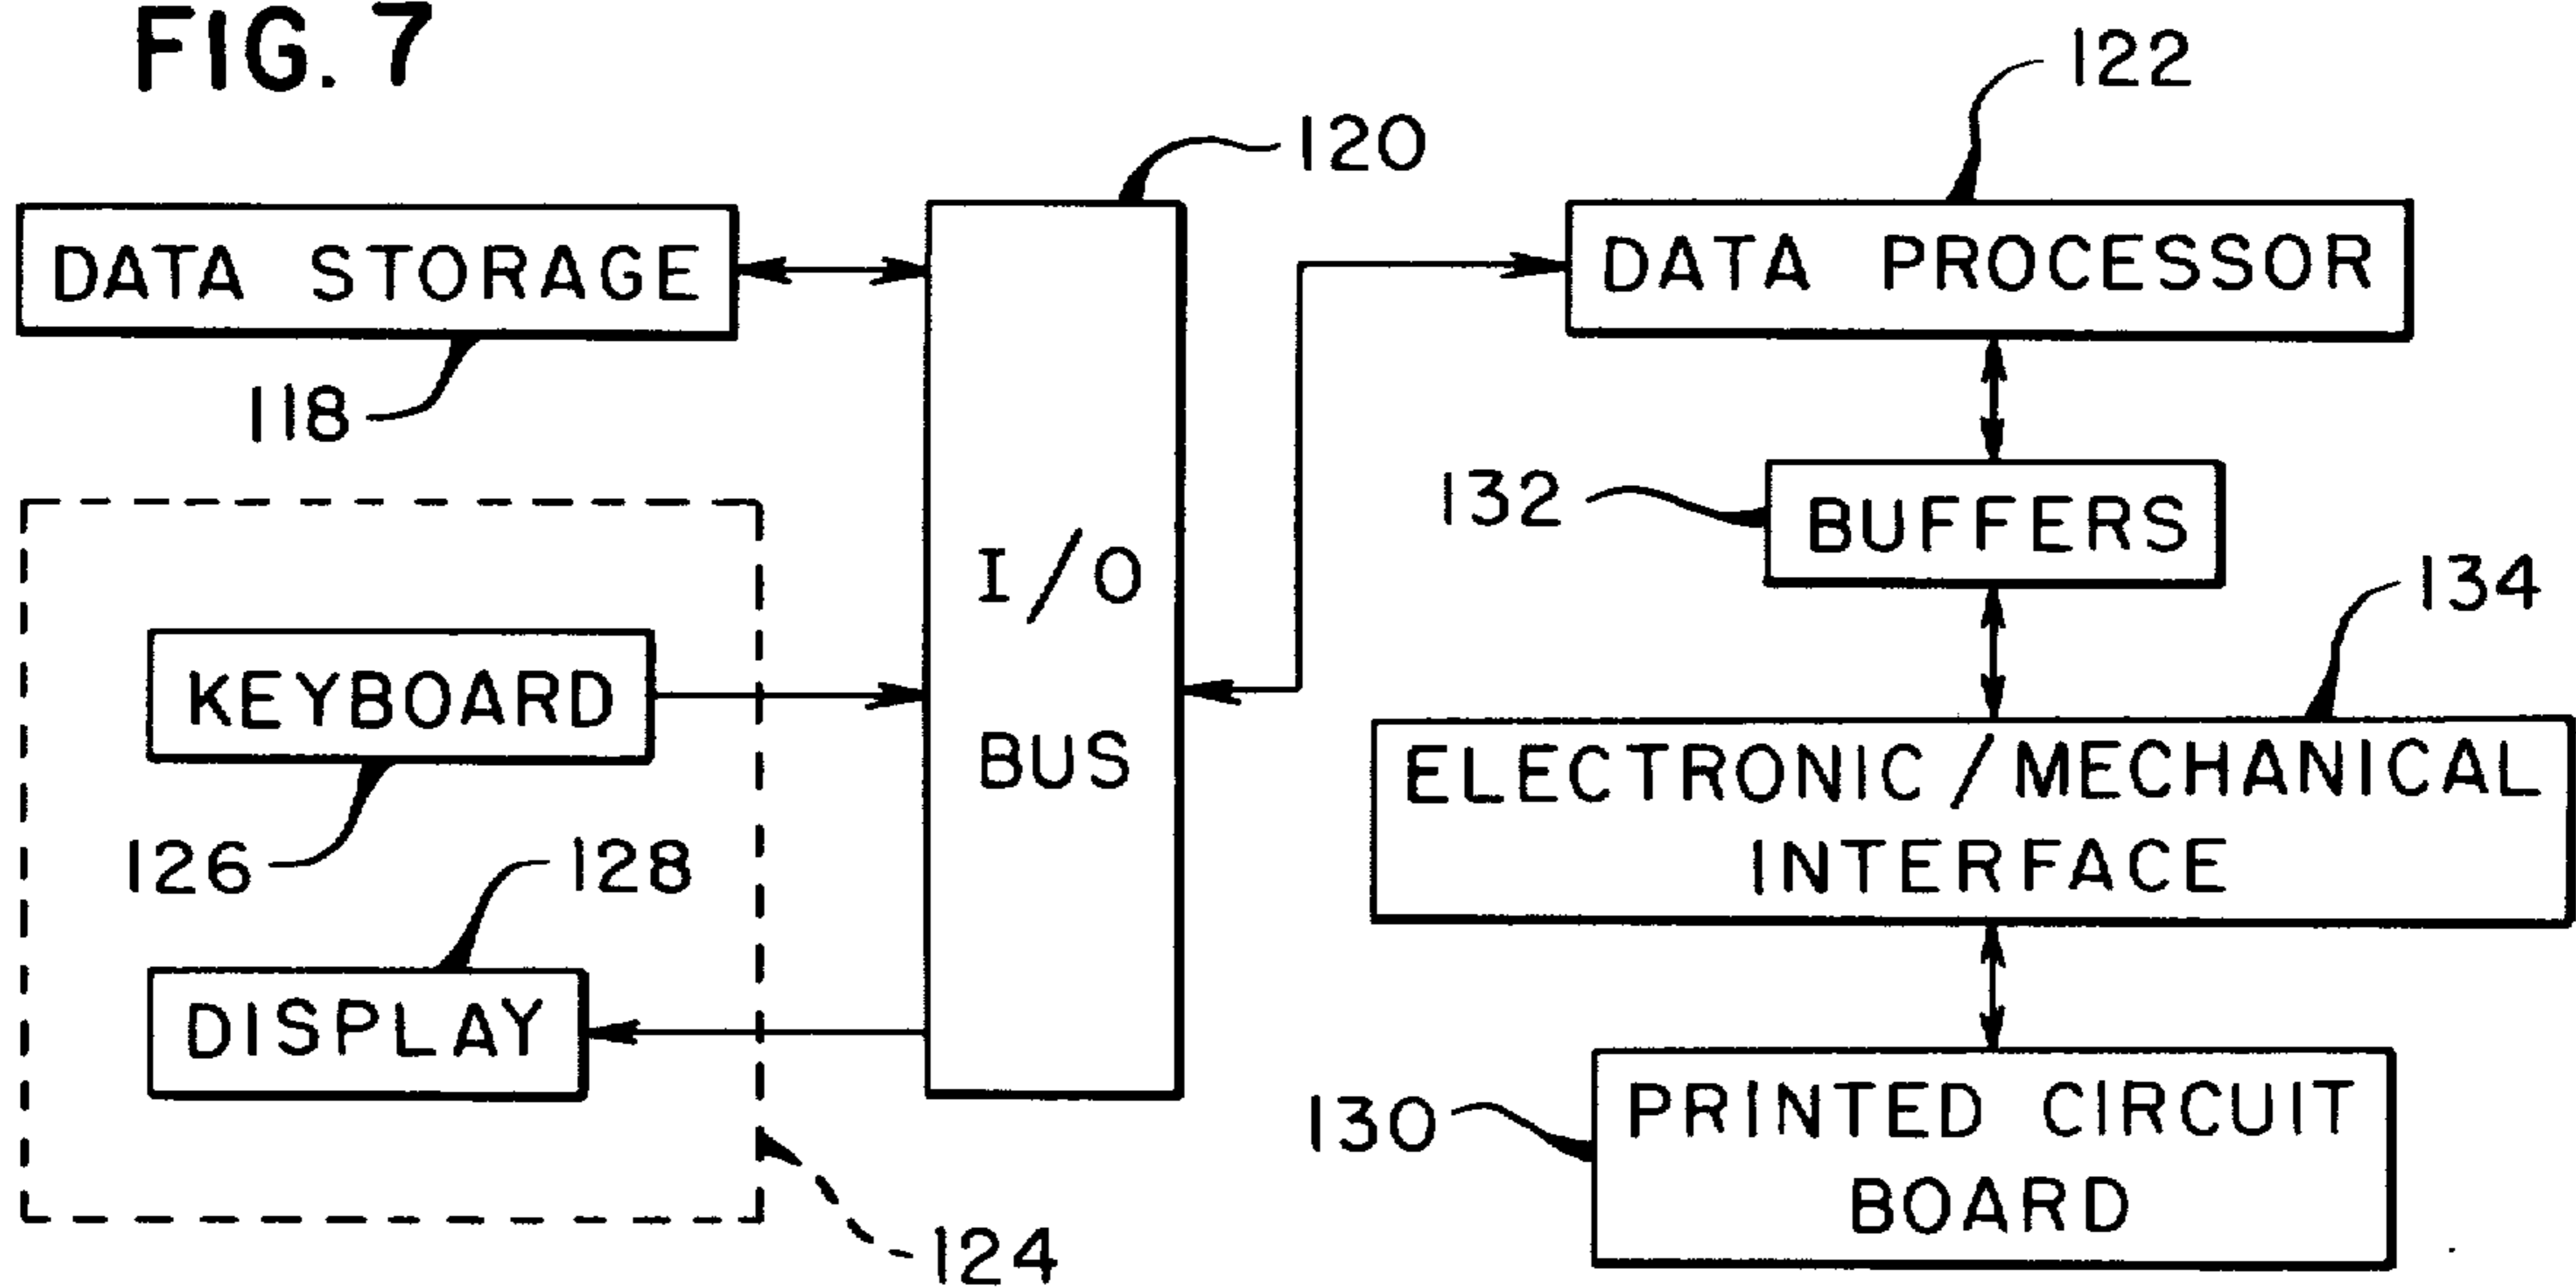 FIG. 7
122
120
DATA STORAGE
DATA PROCESSOR
118
132
BUFFERS
I/O
BUS
134
KEYBOARD
ELECTRONIC/MECHANICAL
INTERFACE
126
128
DISPLAY
130
PRINTED CIRCUIT
BOARD
124